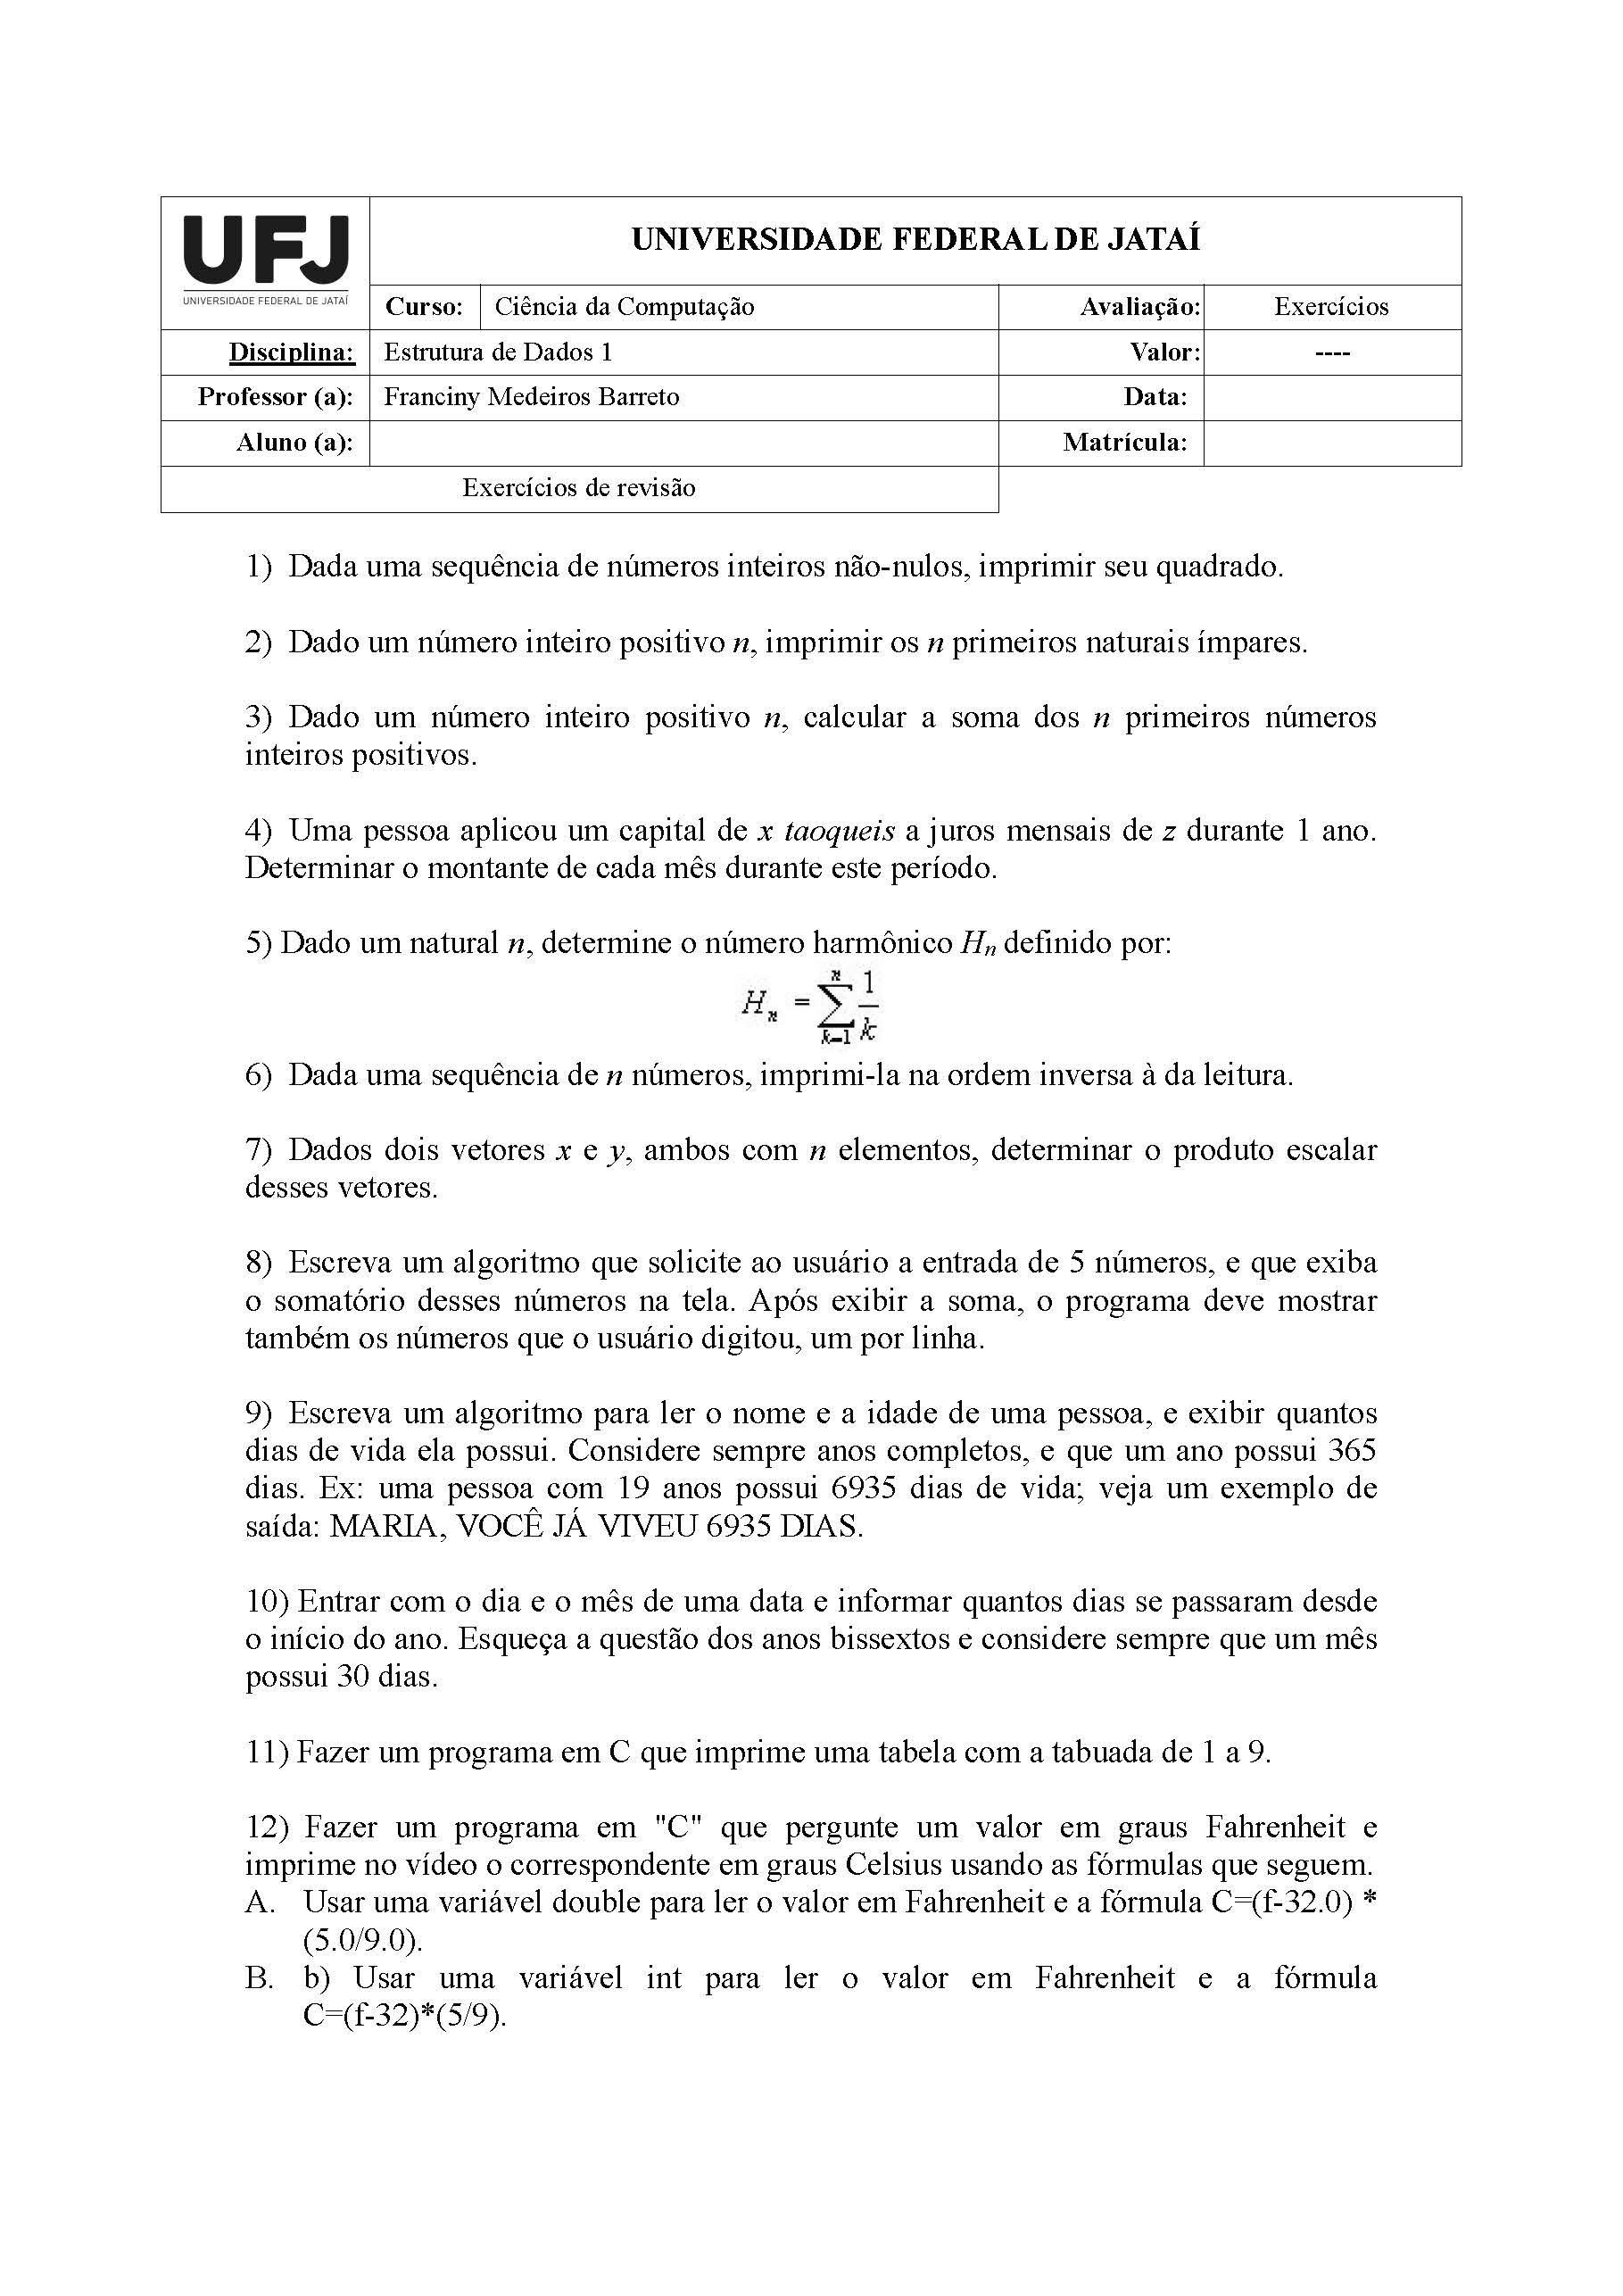 UFJ
UNIVERSIDADE FEDERAL DE JATAÍ
UNIVERSIDADE FEDERAL DE JATAÍ
Curso: Ciência da Computação Avaliação: Exercícios
Disciplina: Estrutura de Dados 1 Valor: ----
Professor (a): Franciny Medeiros Barreto Data:
Aluno (a): Matrícula:
Exercícios de revisão
1) Dada uma sequência de números inteiros não-nulos, imprimir seu quadrado.
2) Dado um número inteiro positivo n, imprimir os n primeiros naturais ímpares.
3) Dado um número inteiro positivo n, calcular a soma dos n primeiros números
inteiros positivos.
4) Uma pessoa aplicou um capital de x taoqueis a juros mensais de z durante 1 ano.
Determinar o montante de cada mês durante este período.
5) Dado um natural n, determine o número harmônico Hn definido por:
H_n = \sum_{k=1}^{n} \frac{1}{k}
6) Dada uma sequência de n números, imprimi-la na ordem inversa à da leitura.
7) Dados dois vetores x e y, ambos com n elementos, determinar o produto escalar
desses vetores.
8) Escreva um algoritmo que solicite ao usuário a entrada de 5 números, e que exiba
o somatório desses números na tela. Após exibir a soma, o programa deve mostrar
também os números que o usuário digitou, um por linha.
9) Escreva um algoritmo para ler o nome e a idade de uma pessoa, e exibir quantos
dias de vida ela possui. Considere sempre anos completos, e que um ano possui 365
dias. Ex: uma pessoa com 19 anos possui 6935 dias de vida; veja um exemplo de
saída: MARIA, VOCÊ JÁ VIVEU 6935 DIAS.
10) Entrar com o dia e o mês de uma data e informar quantos dias se passaram desde
o início do ano. Esqueça a questão dos anos bissextos e considere sempre que um mês
possui 30 dias.
11) Fazer um programa em C que imprime uma tabela com a tabuada de 1 a 9.
12) Fazer um programa em "C" que pergunte um valor em graus Fahrenheit e
imprime no vídeo o correspondente em graus Celsius usando as fórmulas que seguem.
A. Usar uma variável double para ler o valor em Fahrenheit e a fórmula C=(f-32.0) *
(5.0/9.0).
B. b) Usar uma variável int para ler o valor em Fahrenheit e a fórmula
C=(f-32)*(5/9).